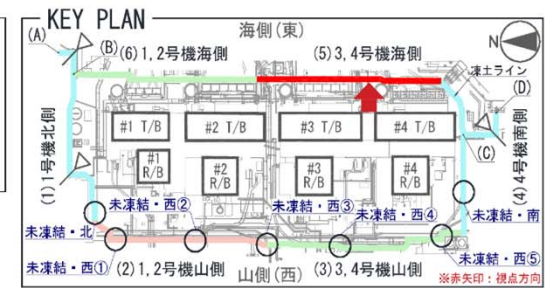 KEY PLAN
海側(東)
(A)
(B)
(6)1,2号機海側
(5)3,4号機海側
N
凍土ライン
(D)
#1 T/B
#2 T/B
#3 T/B
#4 T/B
(C)
(1)1号機北側
#1
R/B
#2
R/B
#3
R/B
#4
R/B
(4)4号機南側
未凍結・西②
未凍結・西③
未凍結・西④
未凍結・南
未凍結・北
未凍結・西①
(2)1,2号機山側
山側(西)
(3)3,4号機山側
未凍結・西⑤
※赤矢印：視点方向